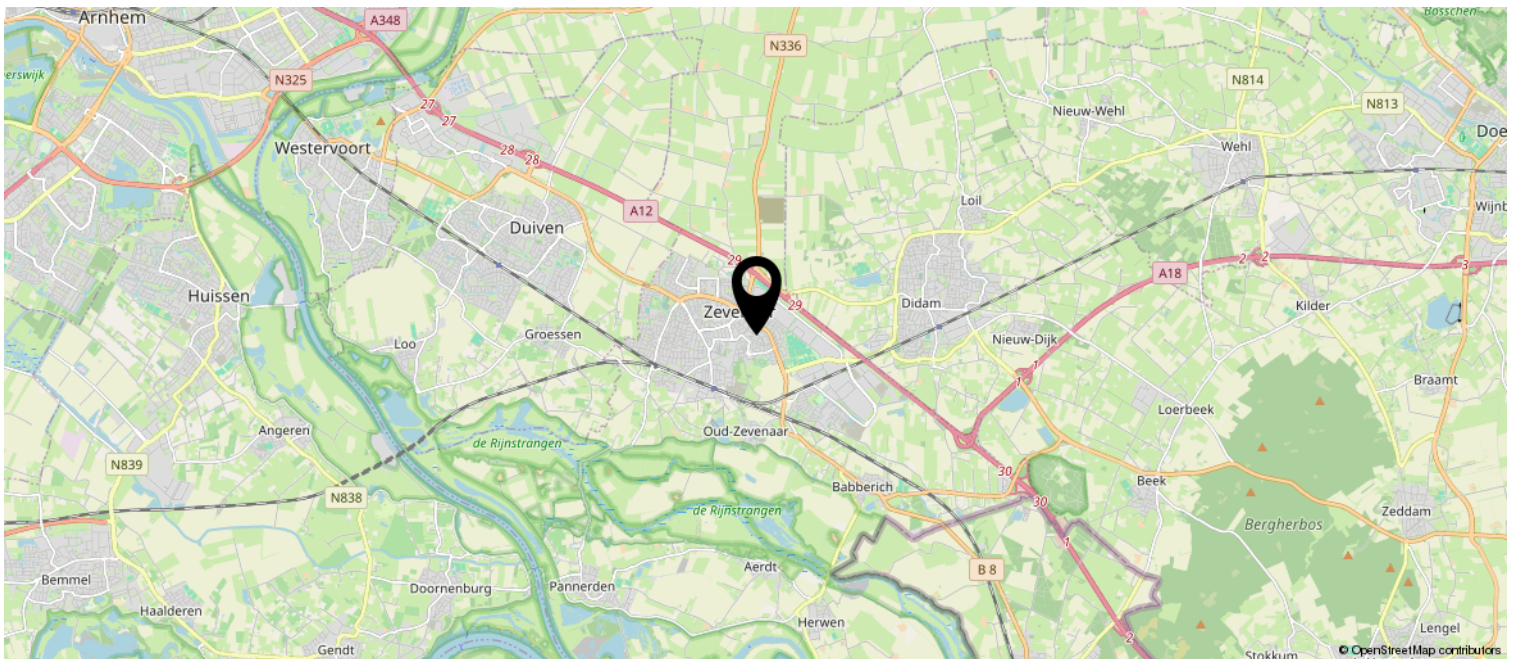 Arnhem
A348
Bosschen
N336
erswijk
N325
N814
N813
27
27
Nieuw-Wehl
Doe
Westervoort
28
28
Wehl
A12
Loil
Wijnb
Duiven
29
2
2
3
A18
Huissen
Didam
29
Kilder
Groessen
Loo
Nieuw-Dijk
1
1
Braamt
Loerbeek
Angeren
Oud-Zevenaar
de Rijnstrangen
N839
30
Beek
N838
Babberich
30
de Rijnstrangen
Zeddam
Bergherbos
1
Aerdt
B 8
Bemmel
Doornenburg
Pannerden
Haalderen
Herwen
Lengel
2
Gendt
Stokkum
© OpenStreetMap contributors